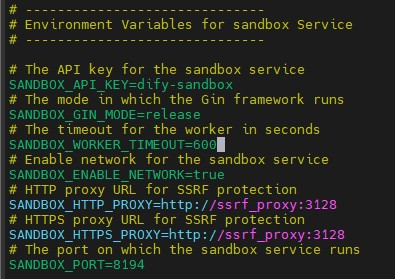 # ------------------------------
# Environment Variables for sandbox Service
# ------------------------------
# The API key for the sandbox service
SANDBOX_API_KEY=dify-sandbox
# The mode in which the Gin framework runs
SANDBOX_GIN_MODE=release
# The timeout for the worker in seconds
SANDBOX_WORKER_TIMEOUT=600
# Enable network for the sandbox service
SANDBOX_ENABLE_NETWORK=true
# HTTP proxy URL for SSRF protection
SANDBOX_HTTP_PROXY=http://ssrf_proxy:3128
# HTTPS proxy URL for SSRF protection
SANDBOX_HTTPS_PROXY=http://ssrf_proxy:3128
# The port on which the sandbox service runs
SANDBOX_PORT=8194